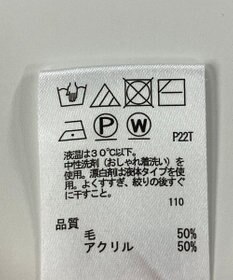 P W P22T
液温は30℃以下。
中性洗剤(おしゃれ着洗い)を
使用。漂白剤は液体タイプを使
用。よくすすぎ、絞りの後すぐ
に干すこと。
110
品質
毛 50%
アクリル 50%